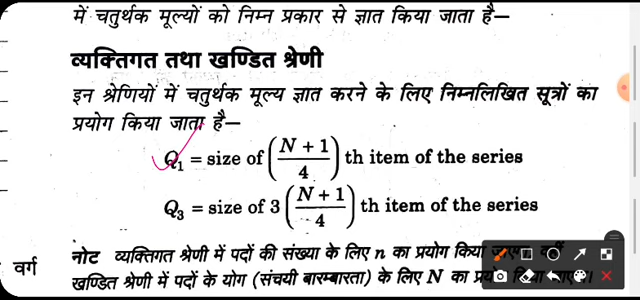 में चतुर्थक मूल्यों को निम्न प्रकार से ज्ञात किया जाता है—
व्यक्तिगत तथा खण्डित श्रेणी
इन श्रेणियों में चतुर्थक मूल्य ज्ञात करने के लिए निम्नलिखित सूत्रों का
प्रयोग किया जाता है—
Q₁ = size of ((N + 1)/4) th item of the series
Q₃ = size of 3 ((N + 1)/4) th item of the series
नोट व्यक्तिगत श्रेणी में पदों की संख्या के लिए n का प्रयोग किया
वर्ग खण्डित श्रेणी में पदों के योग (संचयी बारम्बारता) के लिए N का